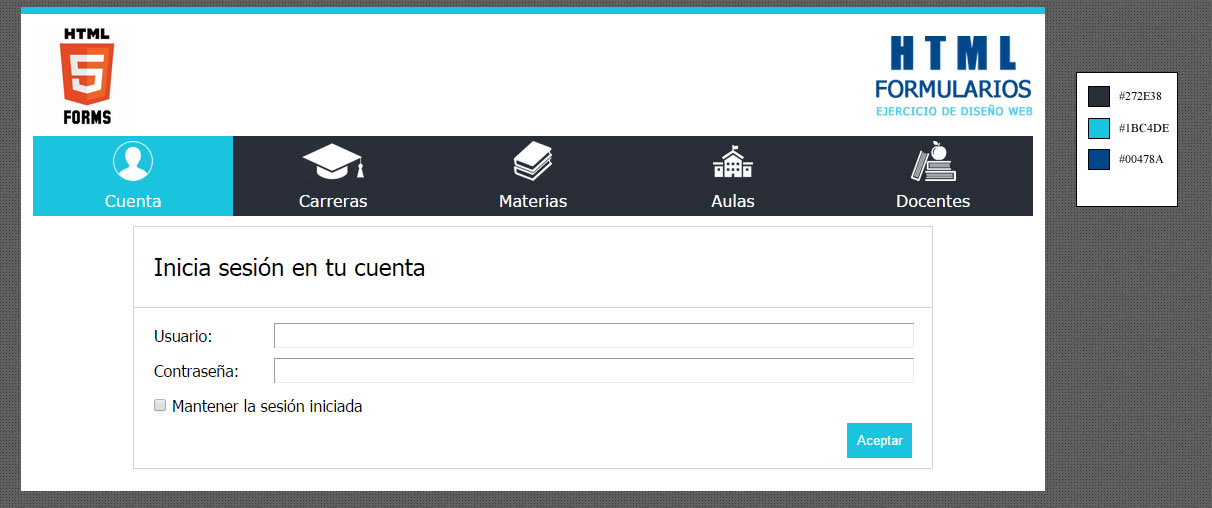 HTML
5
FORMS
HTML
FORMULARIOS
EJERCICIO DE DISEÑO WEB
Cuenta
Carreras
Materias
Aulas
Docentes
Inicia sesión en tu cuenta
Usuario:
Contraseña:
Mantener la sesión iniciada
Aceptar
#272E38
#1BC4DE
#00478A